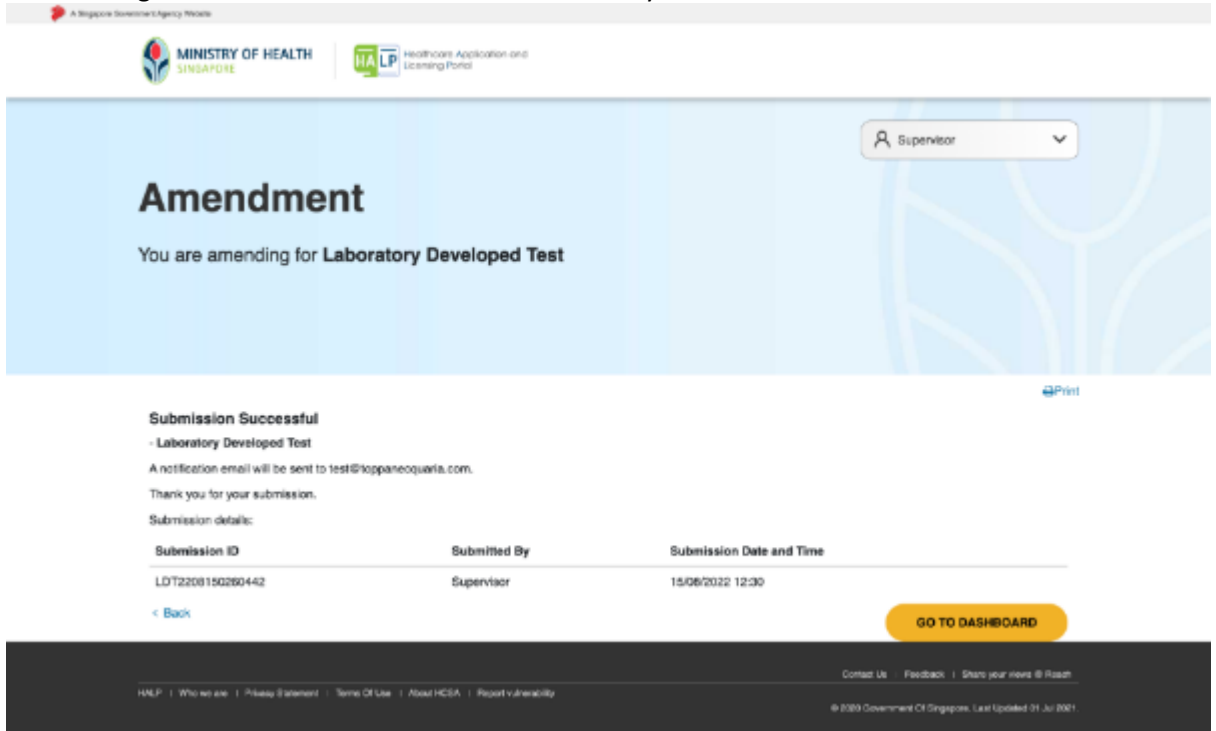 A Singapore Government Agency Website
MINISTRY OF HEALTH
SINGAPORE
HALP
Healthcare Application and
Licensing Portal
Supervisor
Amendment
You are amending for Laboratory Developed Test
Print
Submission Successful
- Laboratory Developed Test
A notification email will be sent to test@toppanecquaria.com.
Thank you for your submission.
Submission details:
Submission ID Submitted By Submission Date and Time
LDT2208150260442 Supervisor 15/08/2022 12:30
< Back
GO TO DASHBOARD
Contact Us | Feedback | Share your views @ Reach
HALP | Who we are | Privacy Statement | Terms Of Use | About HCSA | Report vulnerability
© 2020 Government Of Singapore. Last Updated 01 Jul 2021.